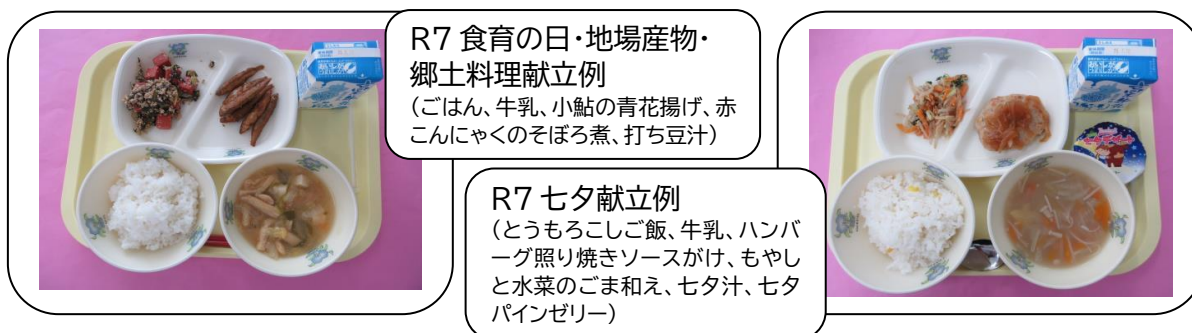 R7 食育の日・地場産物・
郷土料理献立例
(ごはん、牛乳、小鮎の青花揚げ、赤
こんにゃくのそぼろ煮、打ち豆汁)
R7 七夕献立例
(とうもろこしご飯、牛乳、ハンバ
ーグ照り焼きソースがけ、もやし
と水菜のごま和え、七夕汁、七夕
パインゼリー)